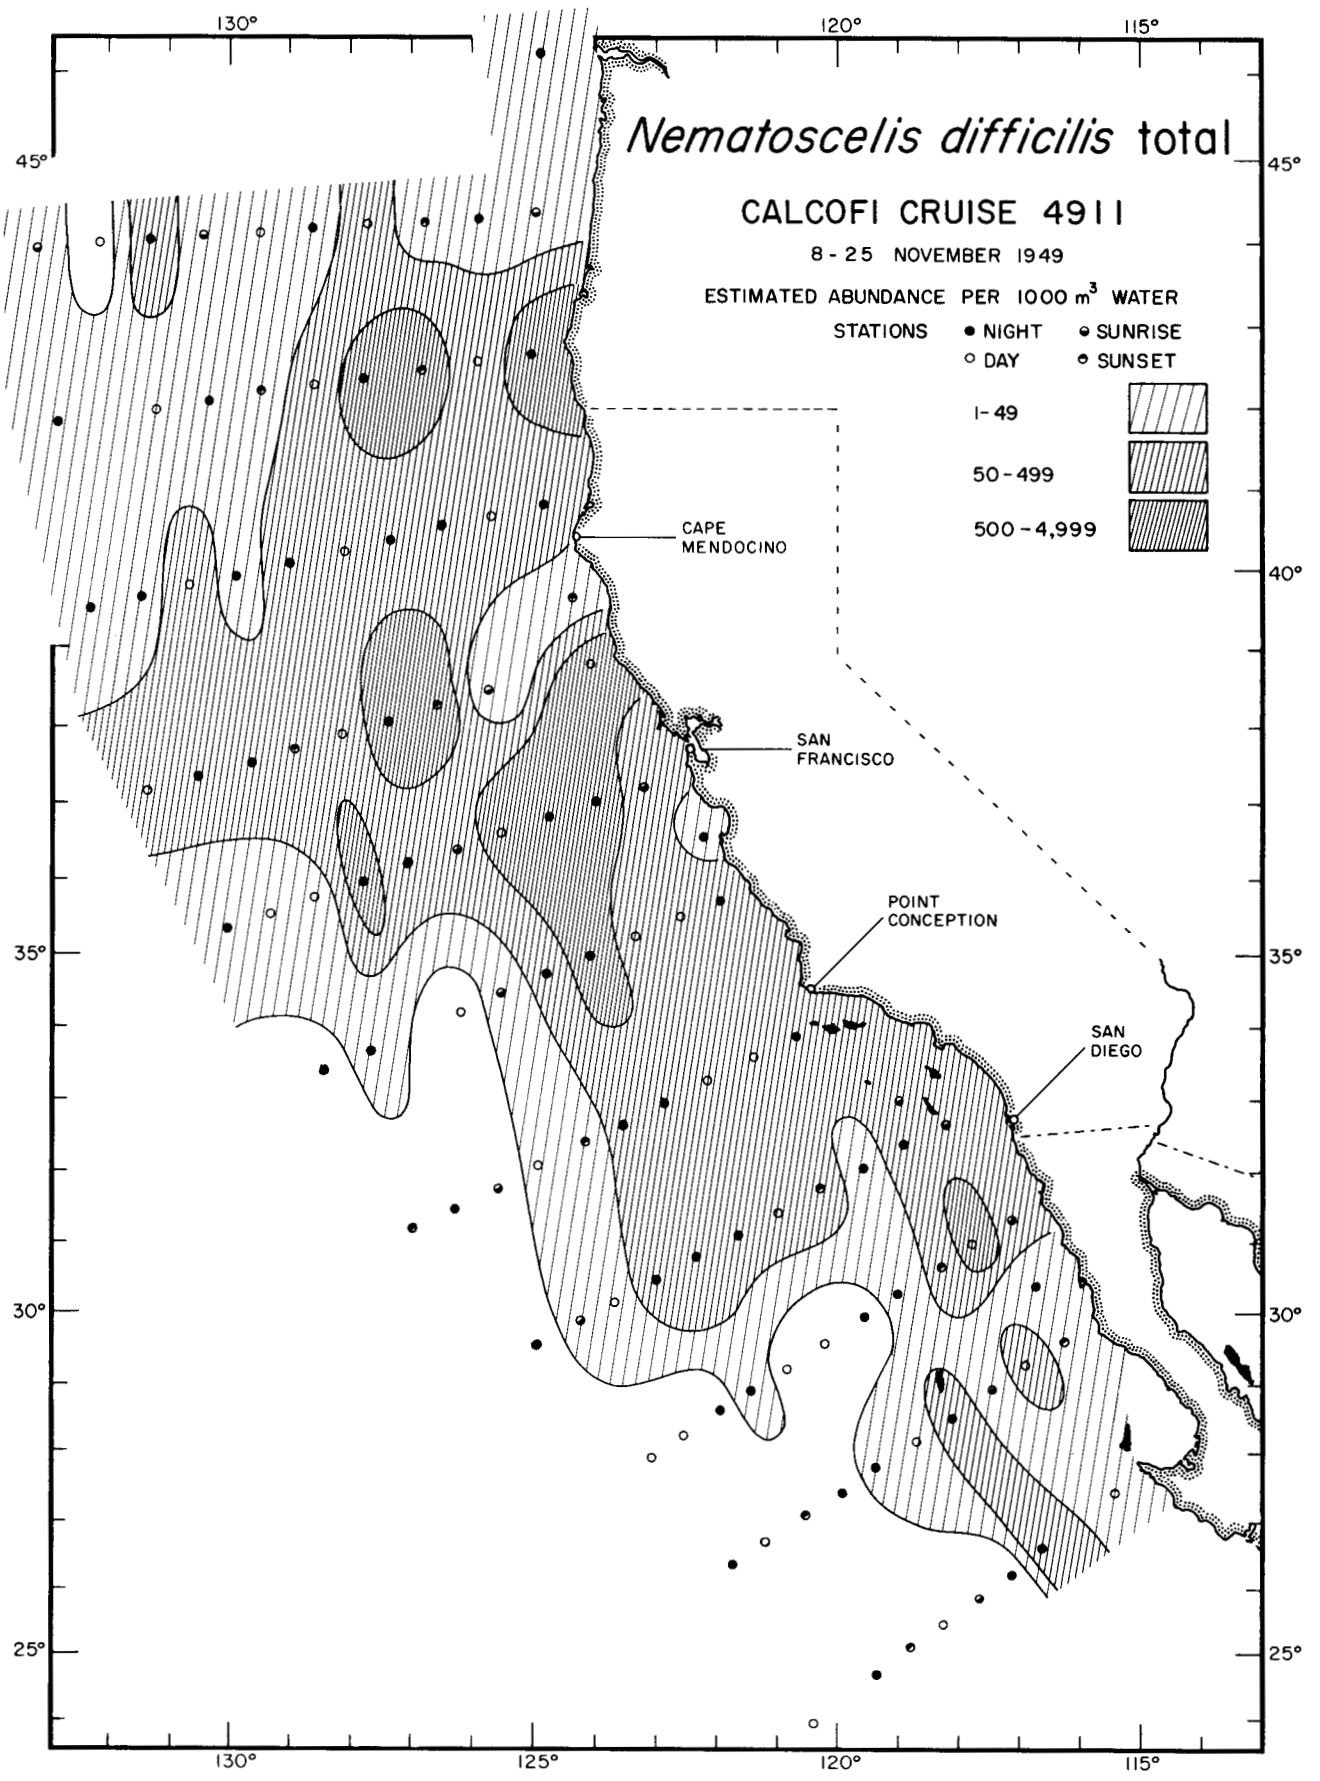 130°
120°
115°
Nematoscelis difficilis total
45°
45°
CALCOFI CRUISE 4911
8-25 NOVEMBER 1949
ESTIMATED ABUNDANCE PER 1000 m³ WATER
STATIONS ● NIGHT ◒ SUNRISE
○ DAY ◓ SUNSET
1-49
50-499
500-4,999
CAPE
MENDOCINO
40°
SAN
FRANCISCO
POINT
CONCEPTION
35°
35°
SAN
DIEGO
30°
30°
25°
25°
130°
125°
120°
115°